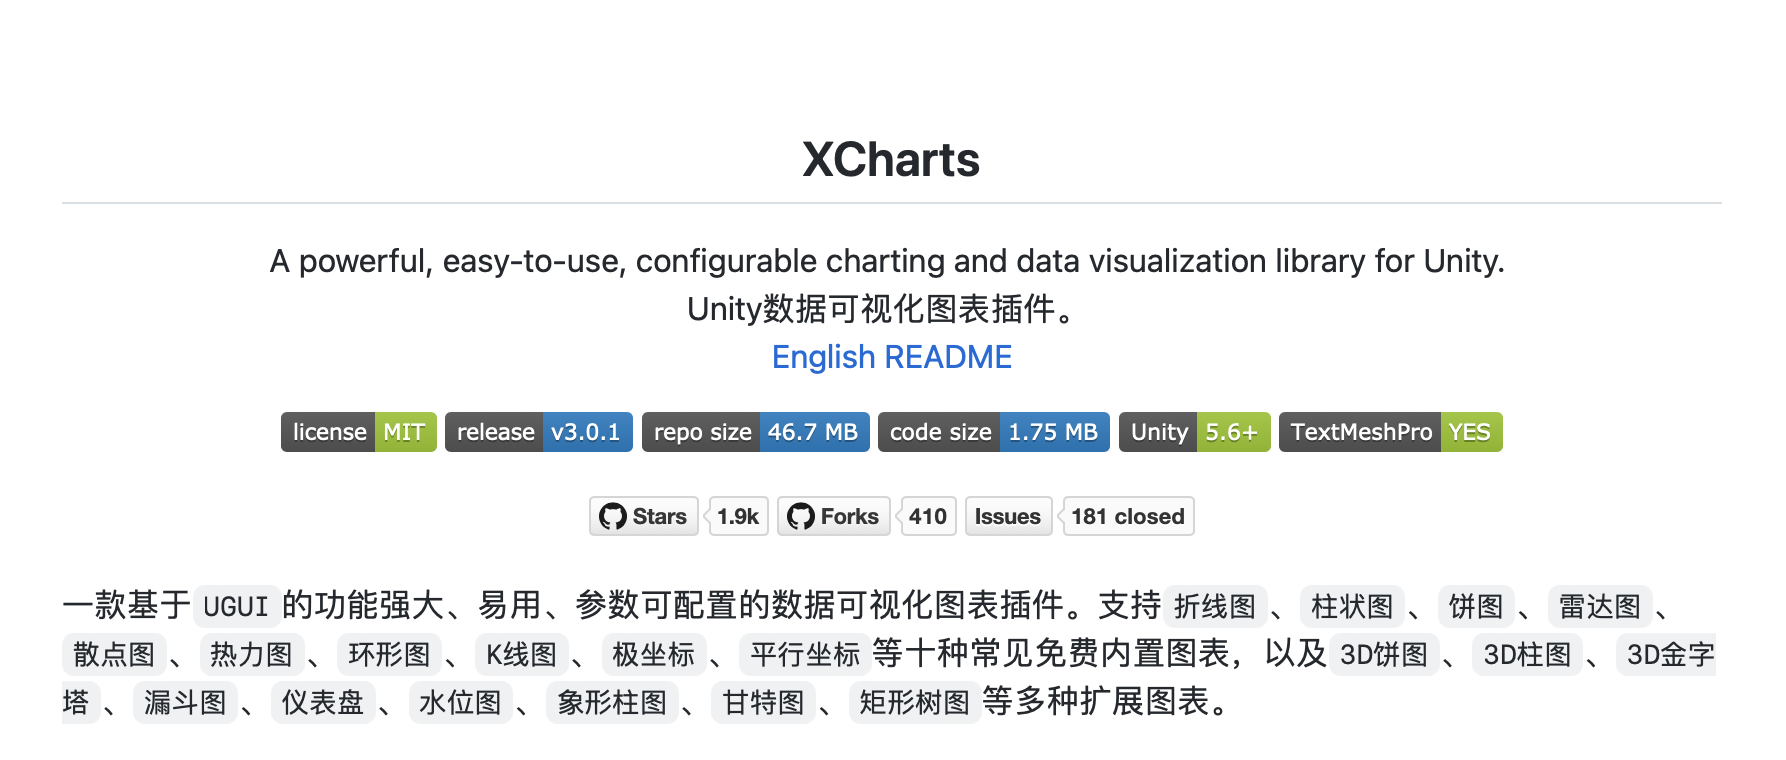 XCharts
A powerful, easy-to-use, configurable charting and data visualization library for Unity.
Unity数据可视化图表插件。
English README
license MIT release v3.0.1 repo size 46.7 MB code size 1.75 MB Unity 5.6+ TextMeshPro YES
Stars 1.9k Forks 410 Issues 181 closed
一款基于 UGUI 的功能强大、易用、参数可配置的数据可视化图表插件。支持 折线图 、 柱状图 、 饼图 、 雷达图 、
散点图 、 热力图 、 环形图 、 K线图 、 极坐标 、 平行坐标 等十种常见免费内置图表，以及 3D饼图 、 3D柱图 、 3D金字
塔 、 漏斗图 、 仪表盘 、 水位图 、 象形柱图 、 甘特图 、 矩形树图 等多种扩展图表。